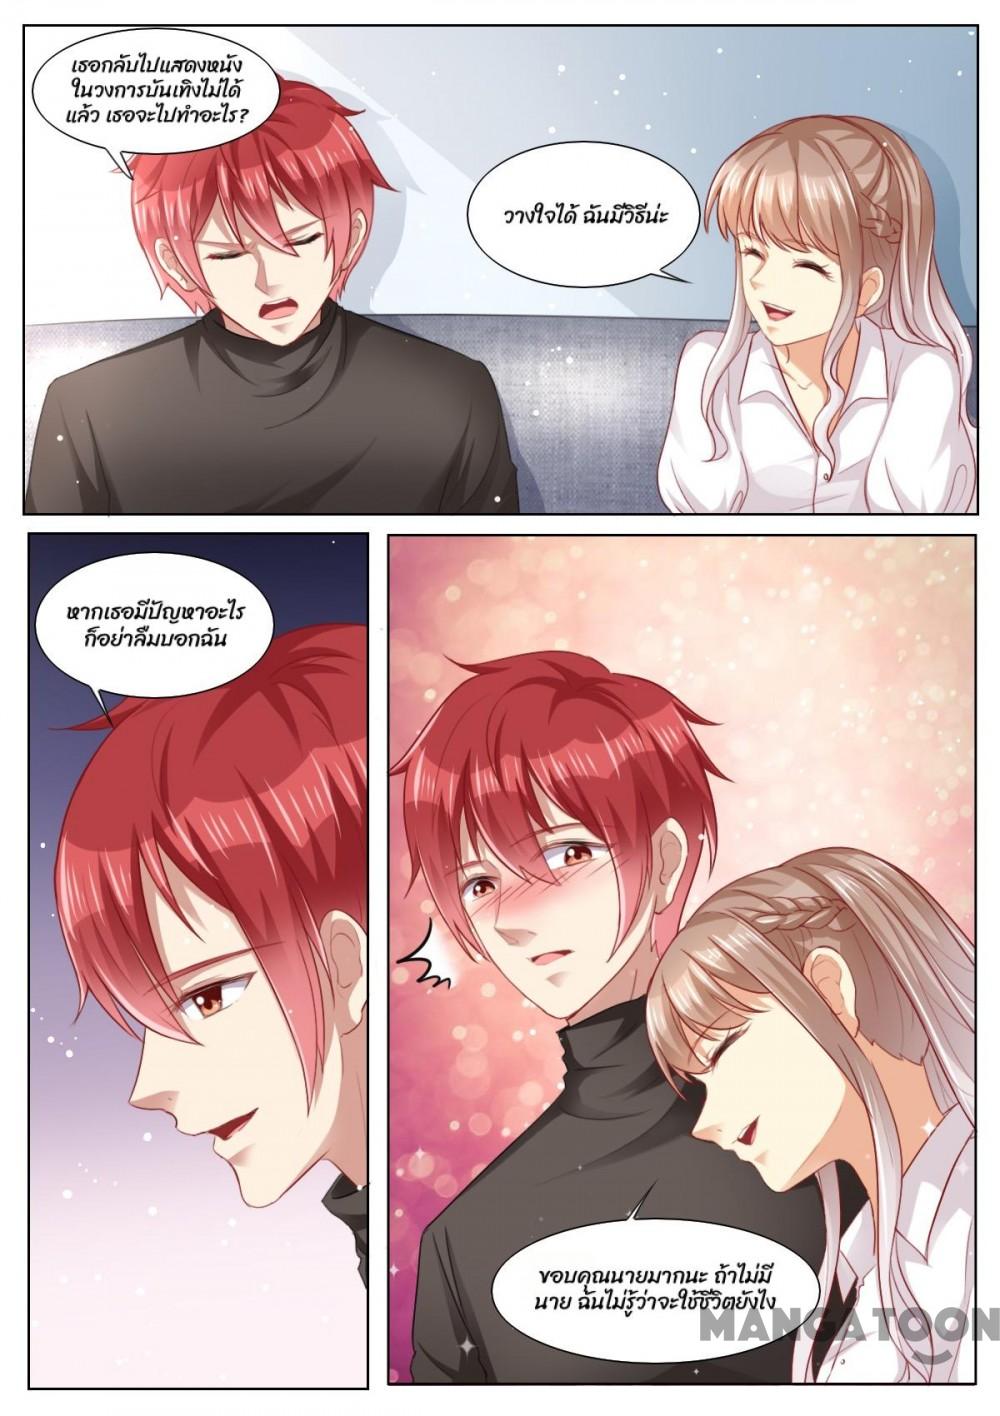 เธอกลับไปแสดงหนัง
ในวงการบันเทิงไม่ได้
แล้ว เธอจะไปทำอะไร?
วางใจได้ ฉันมีวิธีน่ะ
หากเธอมีปัญหาอะไร
ก็อย่าลืมบอกฉัน
ขอบคุณนายมากนะ ถ้าไม่มี
นาย ฉันไม่รู้ว่าจะใช้ชีวิตยังไง
MANGATOON